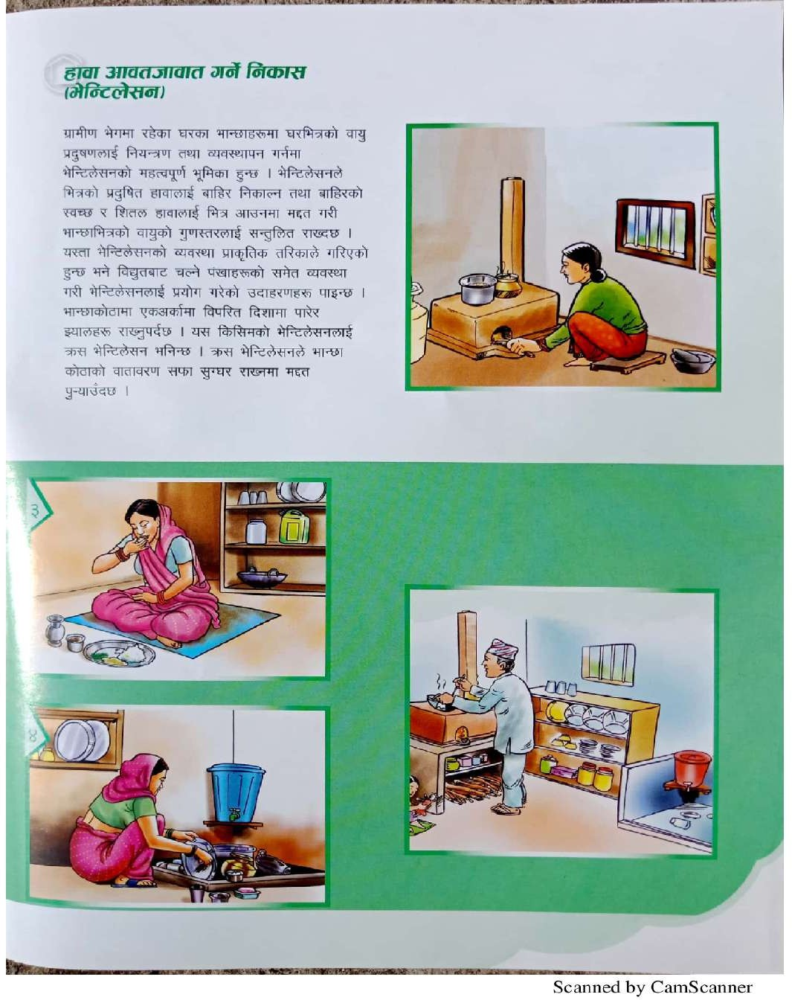 हावा आवतजावात गर्ने निकास
(भेन्टिलेसन)
ग्रामीण भेगमा रहेका घरका भान्छाहरूमा घरभित्रको वायु
प्रदुषणलाई नियन्त्रण तथा व्यवस्थापन गर्नमा
भेन्टिलेसनको महत्वपूर्ण भूमिका हुन्छ । भेन्टिलेसनले
भित्रको प्रदुषित हावालाई बाहिर निकाल्न तथा बाहिरको
स्वच्छ र शितल हावालाई भित्र आउनमा मद्दत गरी
भान्छाभित्रको वायुको गुणस्तरलाई सन्तुलित राख्दछ ।
यस्ता भेन्टिलेसनको व्यवस्था प्राकृतिक तरिकाले गरिएको
हुन्छ भने विद्युतबाट चल्ने पंखाहरूको समेत व्यवस्था
गरी भेन्टिलेसनलाई प्रयोग गरेको उदाहरणहरू पाइन्छ ।
भान्छाकोठामा एकअर्कामा विपरित दिशामा पारेर
झ्यालहरू राख्नुपर्दछ । यस किसिमको भेन्टिलेसनलाई
क्रस भेन्टिलेसन भनिन्छ । क्रस भेन्टिलेसनले भान्छा
कोठाको वातावरण सफा सुग्घर राख्नमा मद्दत
पु-याउँदछ ।
३
४
Scanned by CamScanner